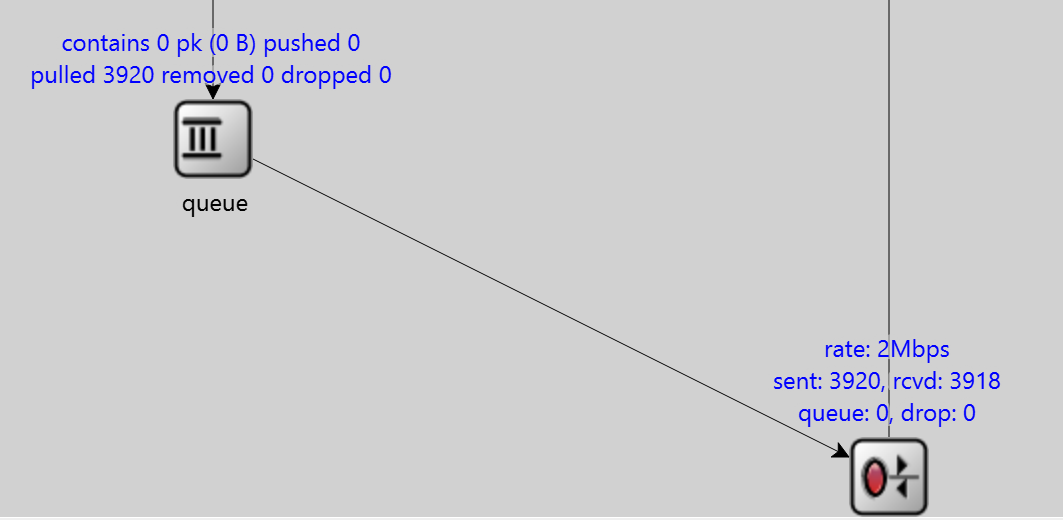 contains 0 pk (0 B) pushed 0
pulled 3920 removed 0 dropped 0
queue
rate: 2Mbps
sent: 3920, rcvd: 3918
queue: 0, drop: 0